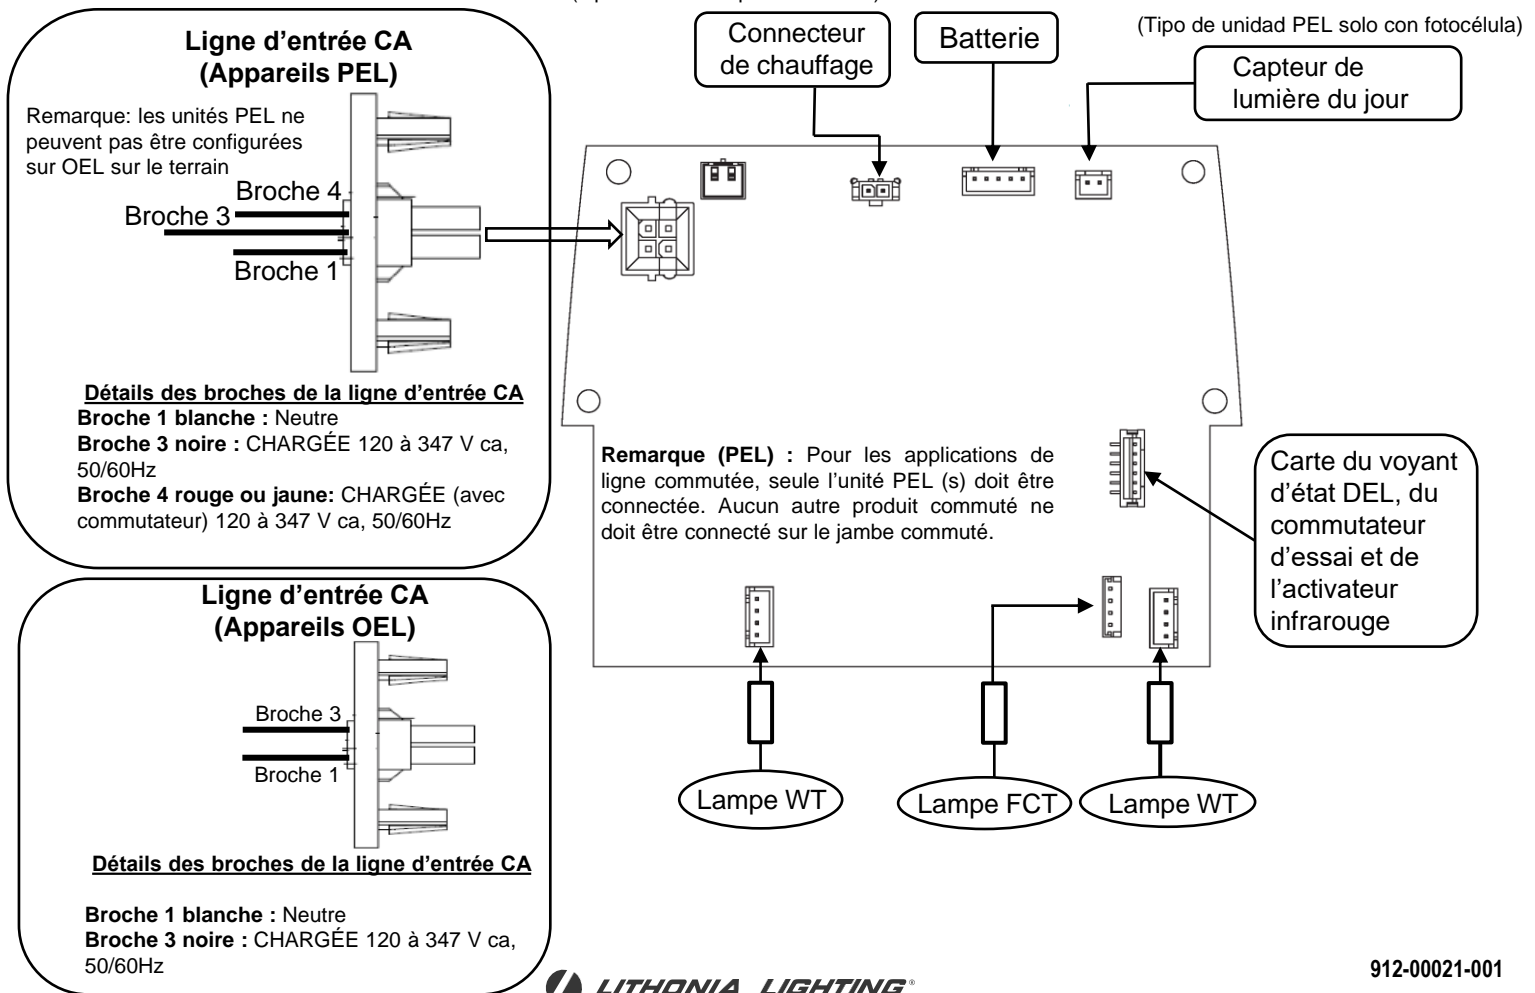 Ligne d’entrée CA
(Appareils PEL)
Remarque: les unités PEL ne
peuvent pas être configurées
sur OEL sur le terrain
Broche 4
Broche 3
Broche 1
Détails des broches de la ligne d’entrée CA
Broche 1 blanche : Neutre
Broche 3 noire : CHARGÉE 120 à 347 V ca,
50/60Hz
Broche 4 rouge ou jaune: CHARGÉE (avec
commutateur) 120 à 347 V ca, 50/60Hz
Connecteur
de chauffage
Batterie
(Tipo de unidad PEL solo con fotocélula)
Capteur de
lumière du jour
Remarque (PEL) : Pour les applications de
ligne commutée, seule l’unité PEL (s) doit être
connectée. Aucun autre produit commuté ne
doit être connecté sur le jambe commuté.
Carte du voyant
d’état DEL, du
commutateur
d’essai et de
l’activateur
infrarouge
Lampe WT
Lampe FCT
Lampe WT
Ligne d’entrée CA
(Appareils OEL)
Broche 3
Broche 1
Détails des broches de la ligne d’entrée CA
Broche 1 blanche : Neutre
Broche 3 noire : CHARGÉE 120 à 347 V ca,
50/60Hz
LITHONIA LIGHTING®
912-00021-001